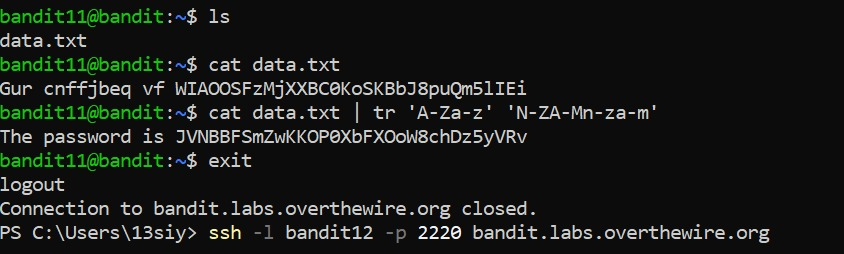 bandit11@bandit:~$ ls
data.txt
bandit11@bandit:~$ cat data.txt
Gur cnffjbeq vf WIAOOSFzMjXXBC0KoSKBbJ8puQm5lIEi
bandit11@bandit:~$ cat data.txt | tr 'A-Za-z' 'N-ZA-Mn-za-m'
The password is JVNBBFSmZwKKOP0XbFXOoW8chDz5yVRv
bandit11@bandit:~$ exit
logout
Connection to bandit.labs.overthewire.org closed.
PS C:\Users\13siy> ssh -l bandit12 -p 2220 bandit.labs.overthewire.org